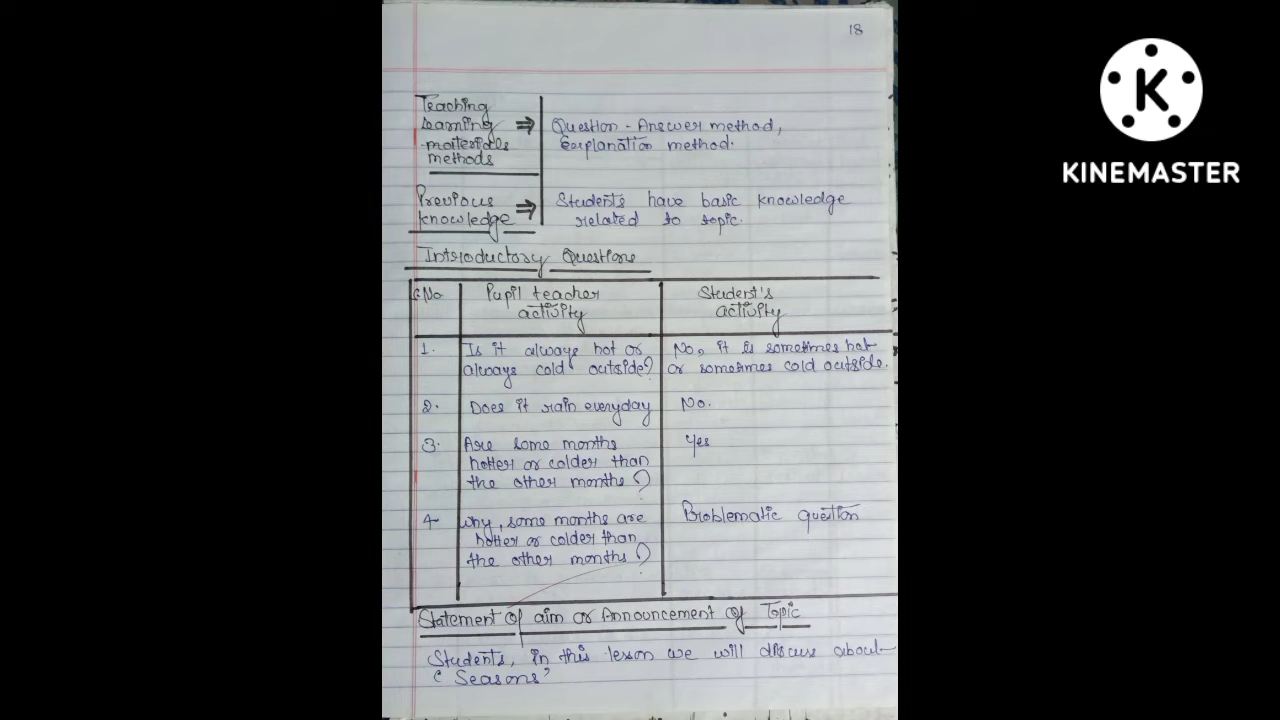 18
Teaching
Learning
materials
methods
⇒ Question - Answer method,
Explanation method.
Previous
Knowledge ⇒
Students have basic knowledge
related to topic.
Introductory Questions
S.No
Pupil teacher
activity
Student's
activity
1.
Is it always hot or
always cold outside?
No, it is sometimes hot
or sometimes cold outside.
2.
Does it rain everyday
No.
3.
Are some months
hotter or colder than
the other months?
Yes
4
Why, some months are
hotter or colder than
the other months?
Problematic question
Statement of aim or Announcement of Topic
Students, in this lesson we will discuss about
"Seasons"
K
KINEMASTER